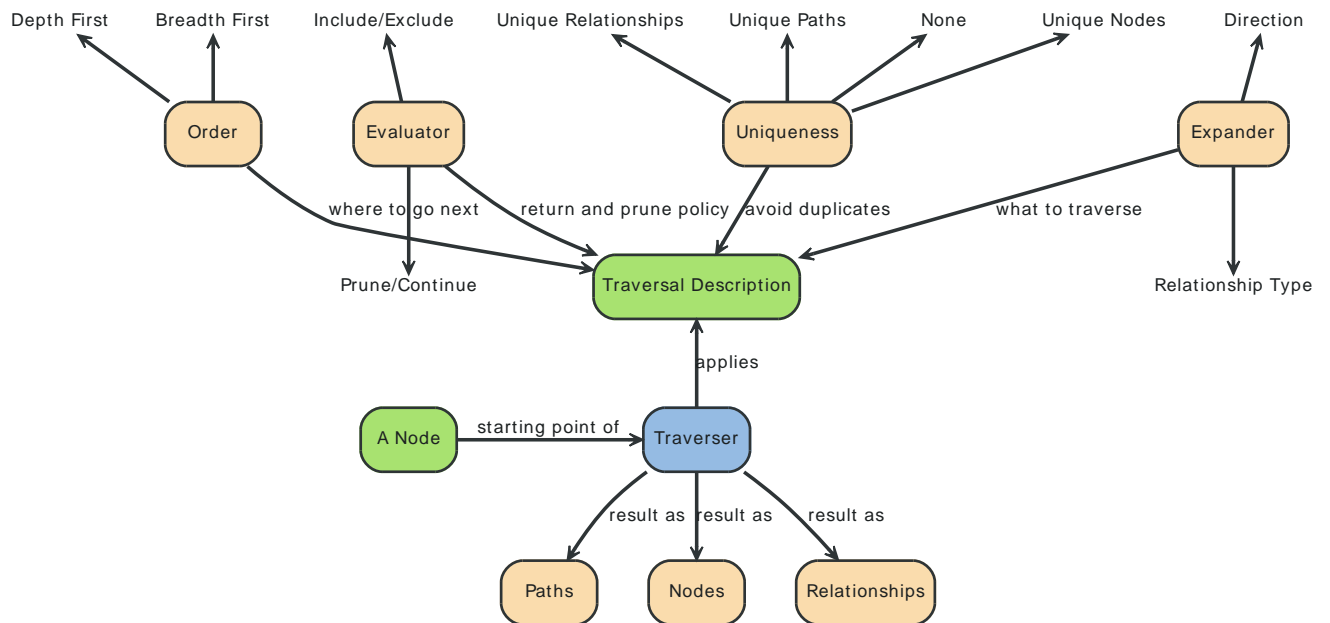 Depth First
Breadth First
Include/Exclude
Unique Relationships
Unique Paths
None
Unique Nodes
Direction
Order
Evaluator
Uniqueness
Expander
where to go next
return and prune policy
avoid duplicates
what to traverse
Prune/Continue
Traversal Description
Relationship Type
applies
A Node
starting point of
Traverser
result as
result as
result as
Paths
Nodes
Relationships